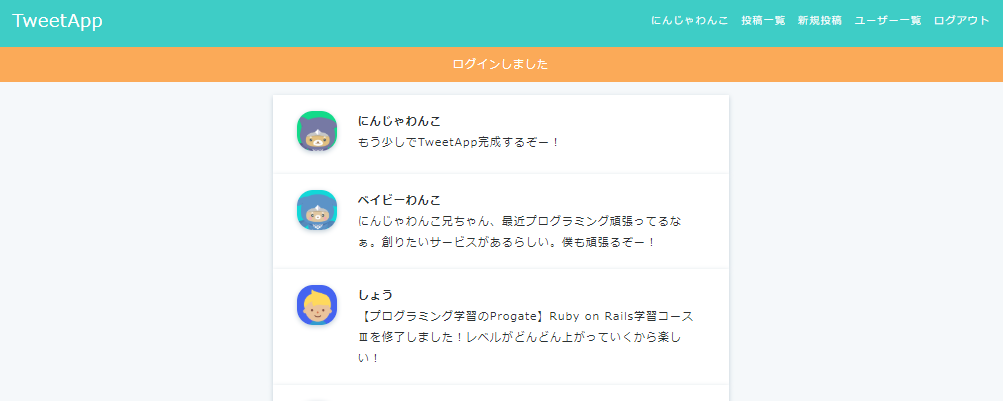 TweetApp
にんじゃわんこ 投稿一覧 新規投稿 ユーザー一覧 ログアウト
ログインしました
にんじゃわんこ
もう少しでTweetApp完成するぞー！
ベイビーわんこ
にんじゃわんこ兄ちゃん、最近プログラミング頑張ってるな
ぁ。創りたいサービスがあるらしい。僕も頑張るぞー！
しょう
【プログラミング学習のProgate】Ruby on Rails学習コース
Ⅲを修了しました！レベルがどんどん上がっていくから楽し
い！